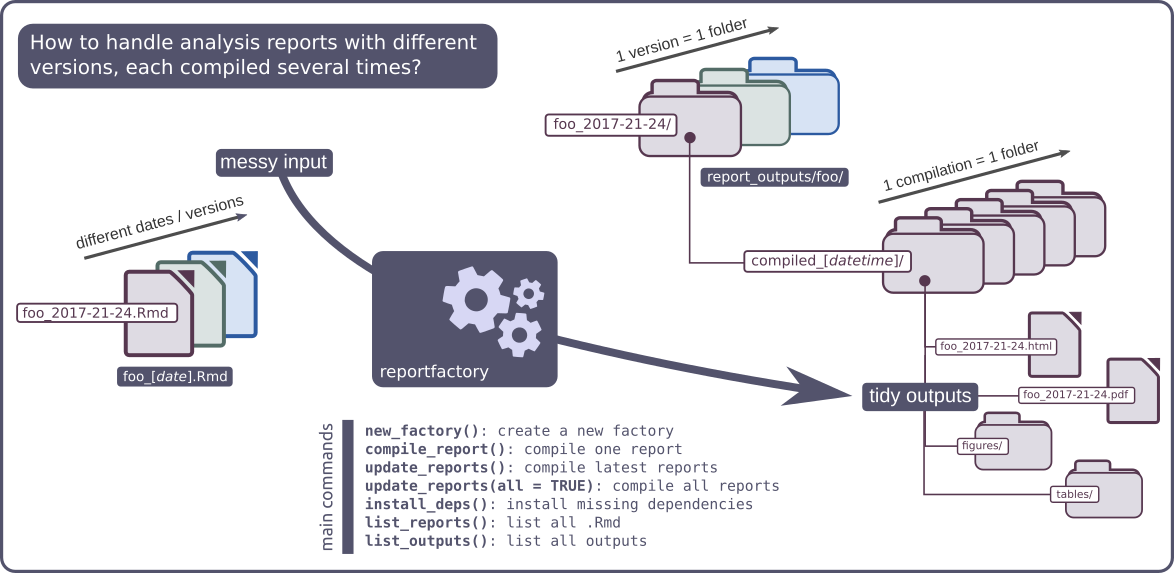 How to handle analysis reports with different
versions, each compiled several times?
1 version = 1 folder
foo_2017-21-24/
report_outputs/foo/
messy input
different dates / versions
foo_2017-21-24.Rmd
foo_[date].Rmd
1 compilation = 1 folder
compiled_[datetime]/
reportfactory
foo_2017-21-24.html
tidy outputs
foo_2017-21-24.pdf
figures/
tables/
main commands
new_factory(): create a new factory
compile_report(): compile one report
update_reports(): compile latest reports
update_reports(all = TRUE): compile all reports
install_deps(): install missing dependencies
list_reports(): list all .Rmd
list_outputs(): list all outputs